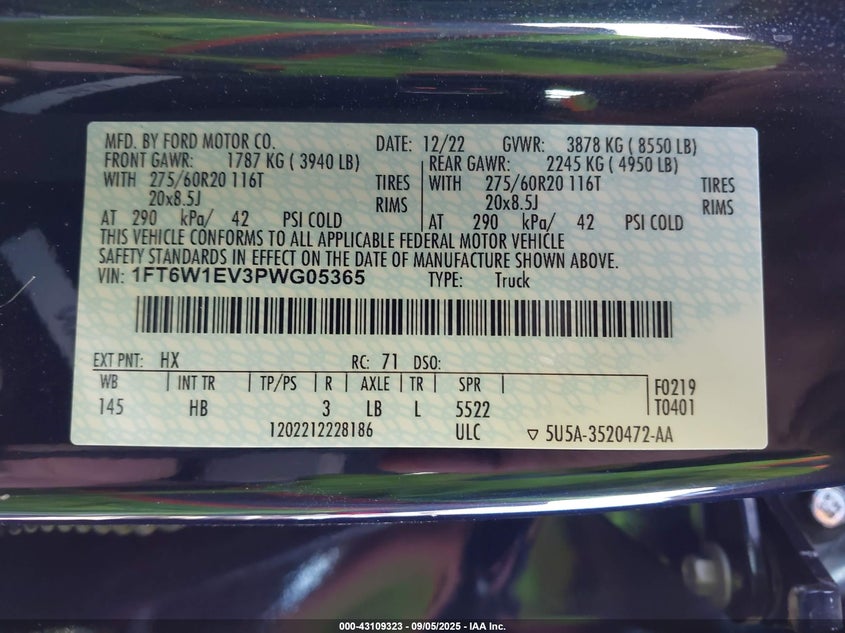 MFD. BY FORD MOTOR CO. DATE: 12/22 GVWR: 3878 KG ( 8550 LB)
FRONT GAWR: 1787 KG ( 3940 LB) REAR GAWR: 2245 KG ( 4950 LB)
WITH 275/60R20 116T TIRES WITH 275/60R20 116T TIRES
20x8.5J RIMS 20x8.5J RIMS
AT 290 kPa/ 42 PSI COLD AT 290 kPa/ 42 PSI COLD
THIS VEHICLE CONFORMS TO ALL APPLICABLE FEDERAL MOTOR VEHICLE
SAFETY STANDARDS IN EFFECT ON THE DATE OF MANUFACTURE SHOWN ABOVE.
VIN: 1FT6W1EV3PWG05365 TYPE: Truck
EXT PNT: HX RC: 71 DSO:
WB INT TR TP/PS R AXLE TR SPR F0219
145 HB 3 LB L 5522 T0401
1202212228186 ULC ▽ 5U5A-3520472-AA
000-43109323 - 09/05/2025 - IAA Inc.